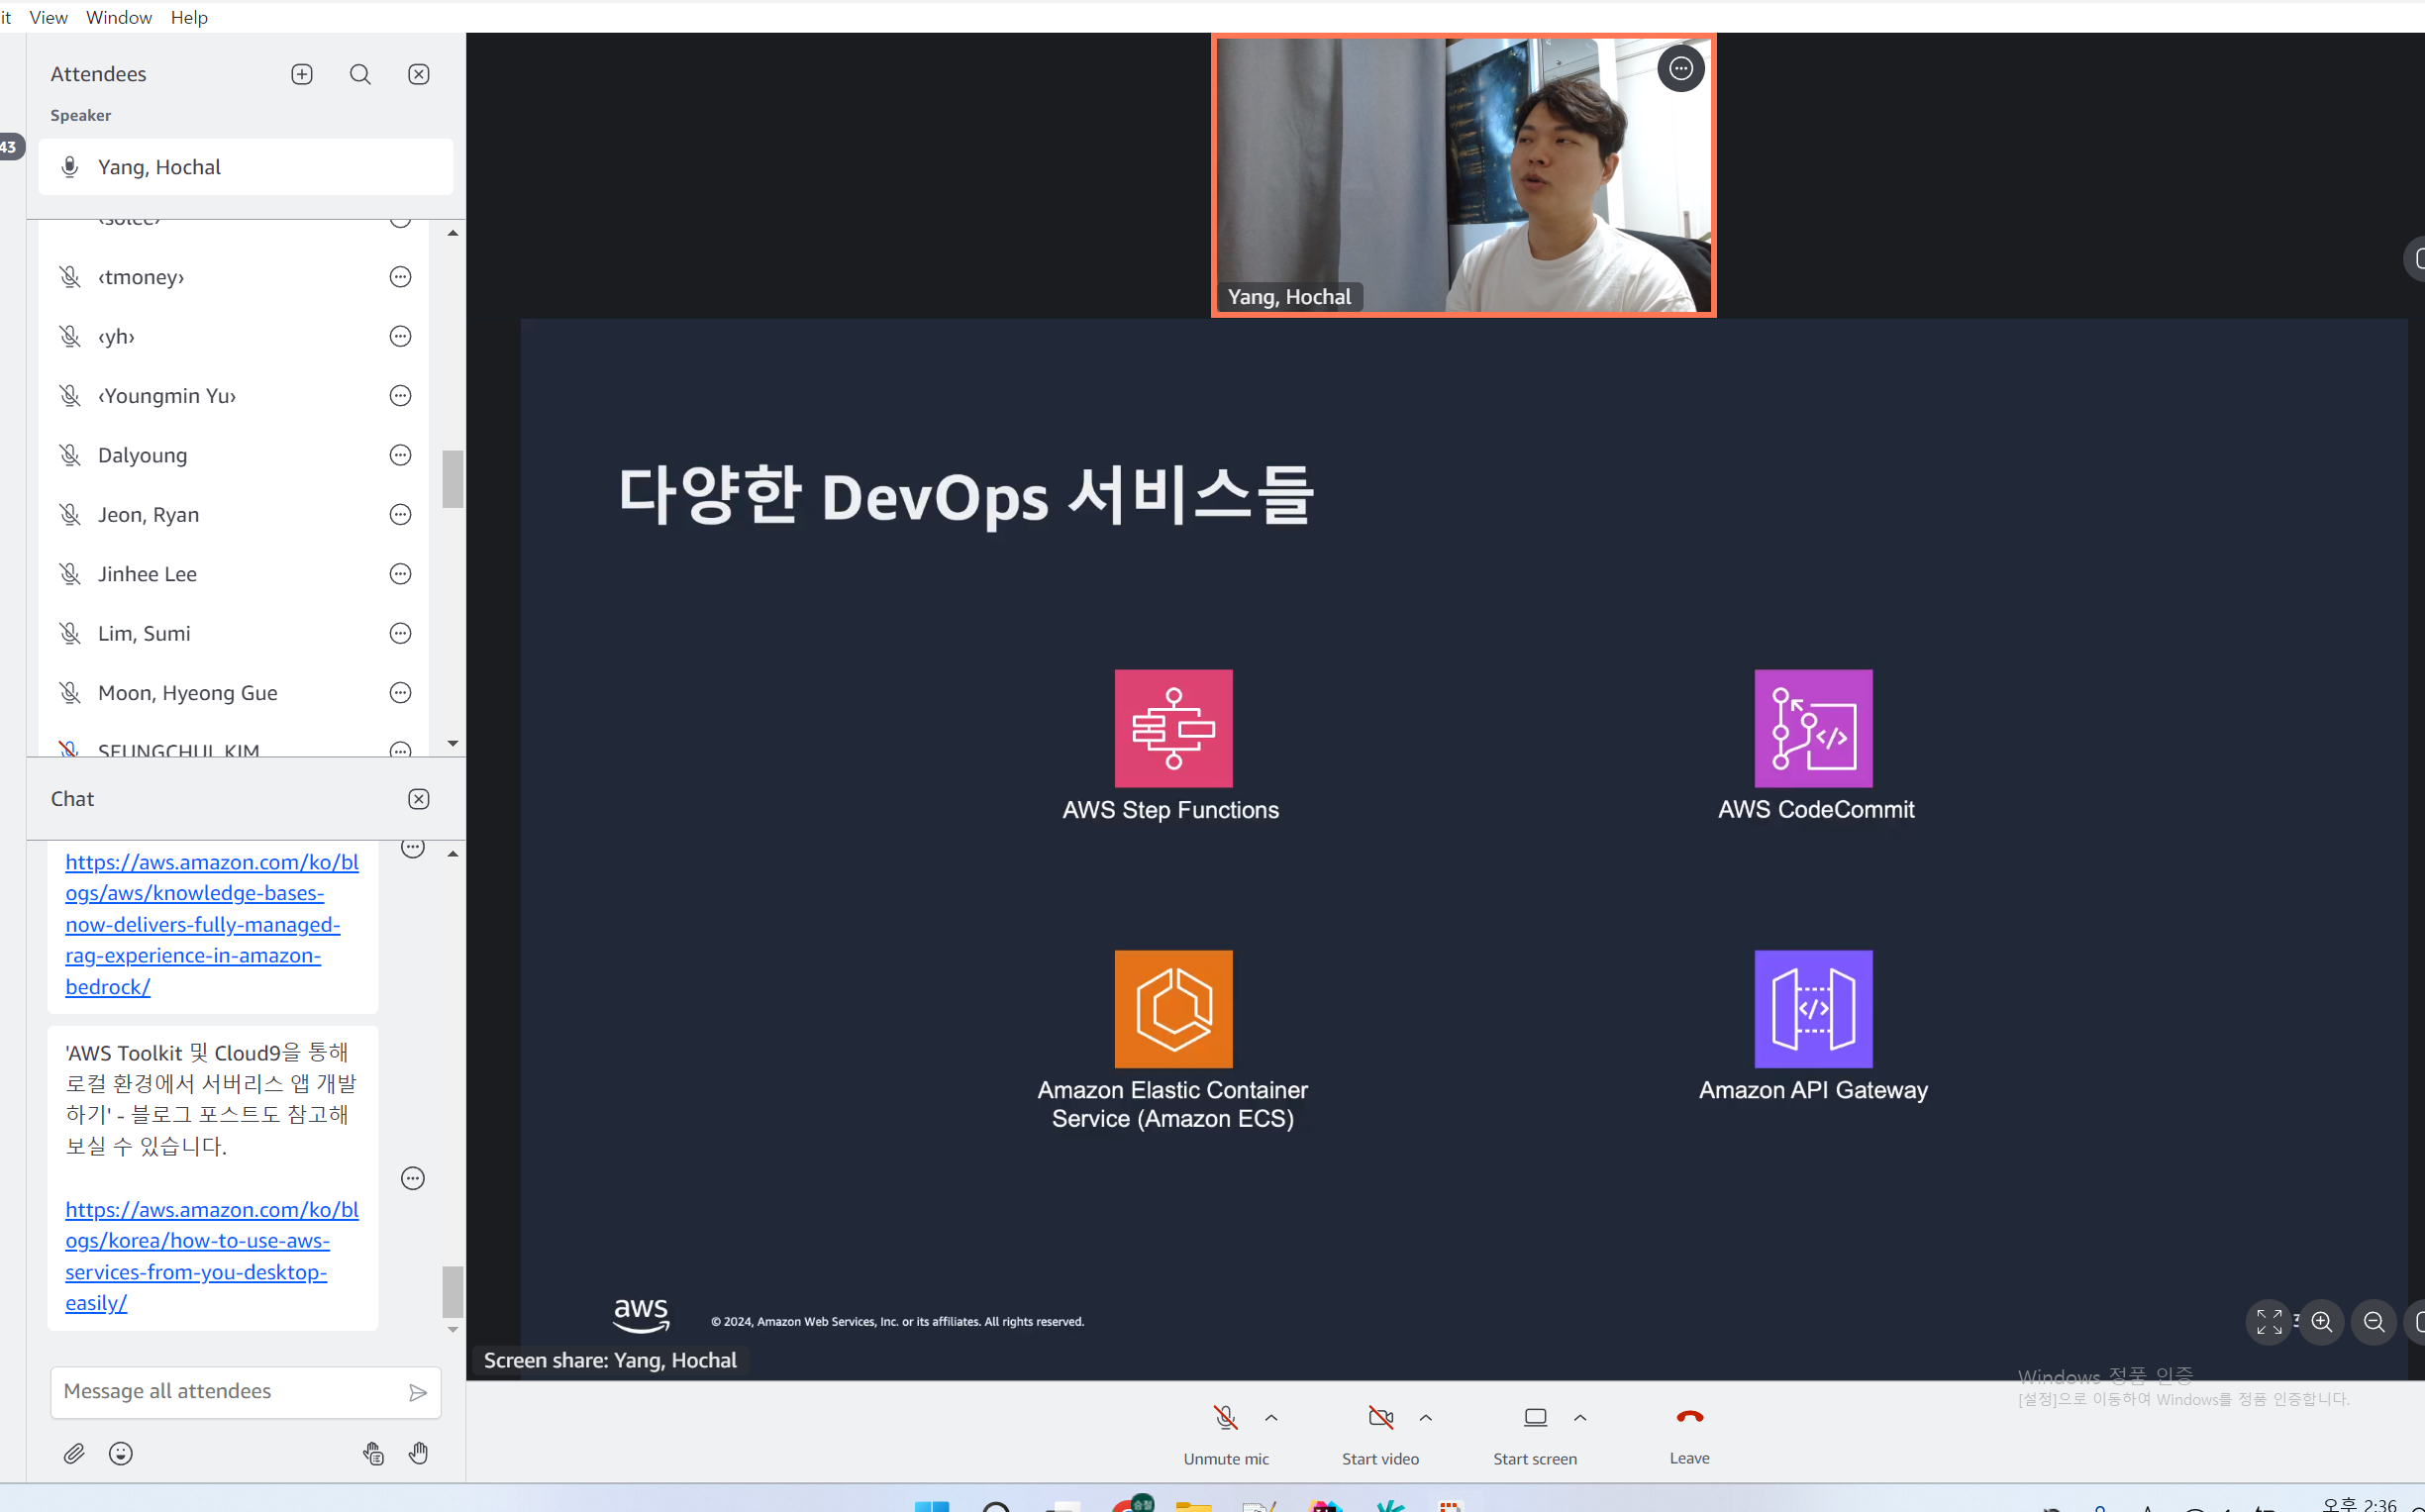 it View Window Help
Attendees
Speaker
43
Yang, Hochal
‹solee›
‹tmoney›
‹yh›
‹Youngmin Yu›
Dalyoung
Jeon, Ryan
Jinhee Lee
Lim, Sumi
Moon, Hyeong Gue
SEUNGCHUL KIM
Chat
https://aws.amazon.com/ko/bl
ogs/aws/knowledge-bases-
now-delivers-fully-managed-
rag-experience-in-amazon-
bedrock/
'AWS Toolkit 및 Cloud9을 통해
로컬 환경에서 서버리스 앱 개발
하기' - 블로그 포스트도 참고해
보실 수 있습니다.
https://aws.amazon.com/ko/bl
ogs/korea/how-to-use-aws-
services-from-you-desktop-
easily/
Message all attendees
Yang, Hochal
다양한 DevOps 서비스들
AWS Step Functions
AWS CodeCommit
Amazon Elastic Container
Service (Amazon ECS)
Amazon API Gateway
aws
© 2024, Amazon Web Services, Inc. or its affiliates. All rights reserved.
Screen share: Yang, Hochal
Windows 정품 인증
[설정]으로 이동하여 Windows를 정품 인증합니다.
Unmute mic
Start video
Start screen
Leave
승철
오후 2:36